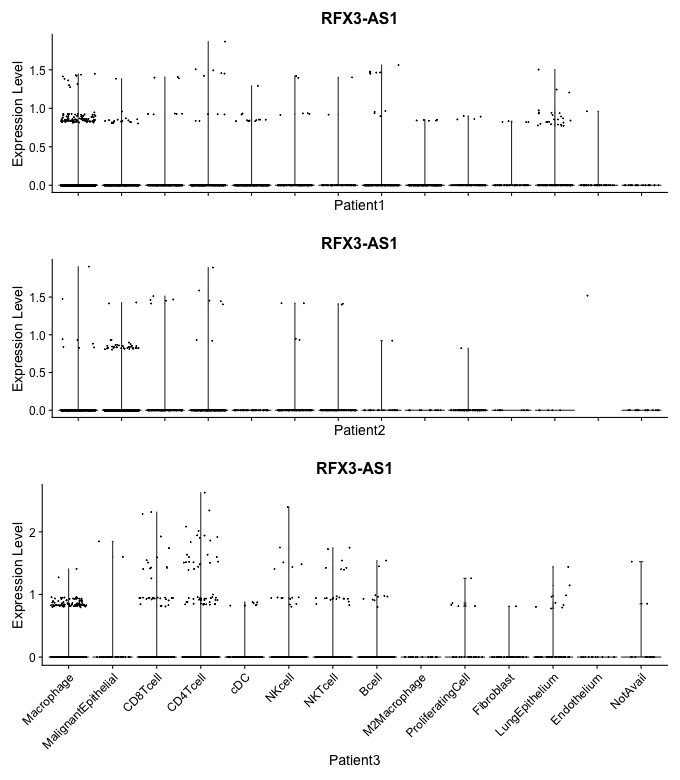 RFX3-AS1
Expression Level
1.5
1.0
0.5
0.0
Patient1
RFX3-AS1
Expression Level
1.5
1.0
0.5
0.0
Patient2
RFX3-AS1
Expression Level
2
1
0
Macrophage
MalignantEpithelial
CD8Tcell
CD4Tcell
cDC
NKcell
NKTcell
Bcell
M2Macrophage
ProliferatingCell
Fibroblast
LungEpithelium
Endothelium
NotAvail
Patient3